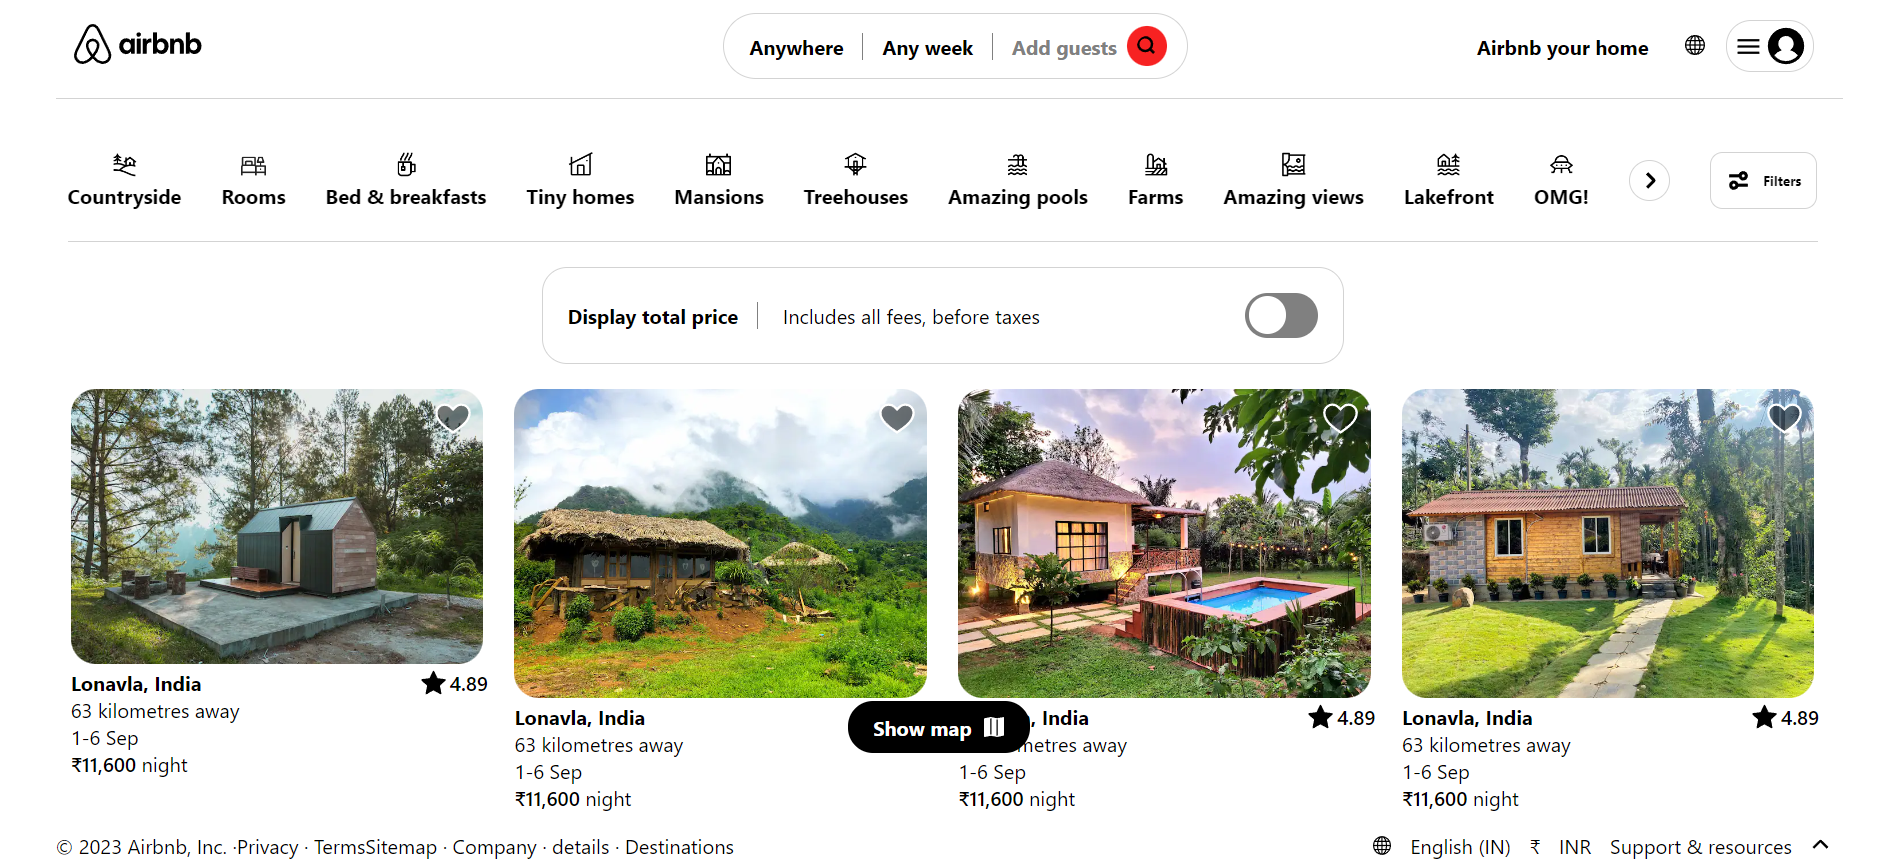 airbnb
Anywhere Any week Add guests
Airbnb your home
Countryside Rooms Bed & breakfasts Tiny homes Mansions Treehouses Amazing pools Farms Amazing views Lakefront OMG! Filters
Display total price Includes all fees, before taxes
Lonavla, India 4.89
63 kilometres away
1-6 Sep
₹11,600 night
Lonavla, India
63 kilometres away
1-6 Sep
₹11,600 night
Show map
, India 4.89
metres away
1-6 Sep
₹11,600 night
Lonavla, India 4.89
63 kilometres away
1-6 Sep
₹11,600 night
© 2023 Airbnb, Inc. ·Privacy · TermsSitemap · Company · details · Destinations
English (IN) ₹ INR Support & resources